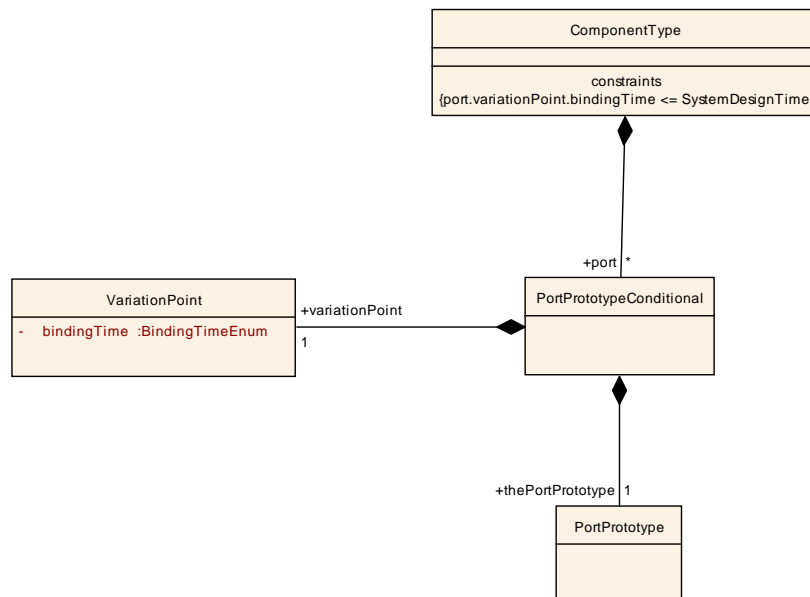 ComponentType
constraints
{port.variationPoint.bindingTime <= SystemDesignTime
+port *
VariationPoint
- bindingTime :BindingTimeEnum
+variationPoint
1
PortPrototypeConditional
+thePortPrototype 1
PortPrototype